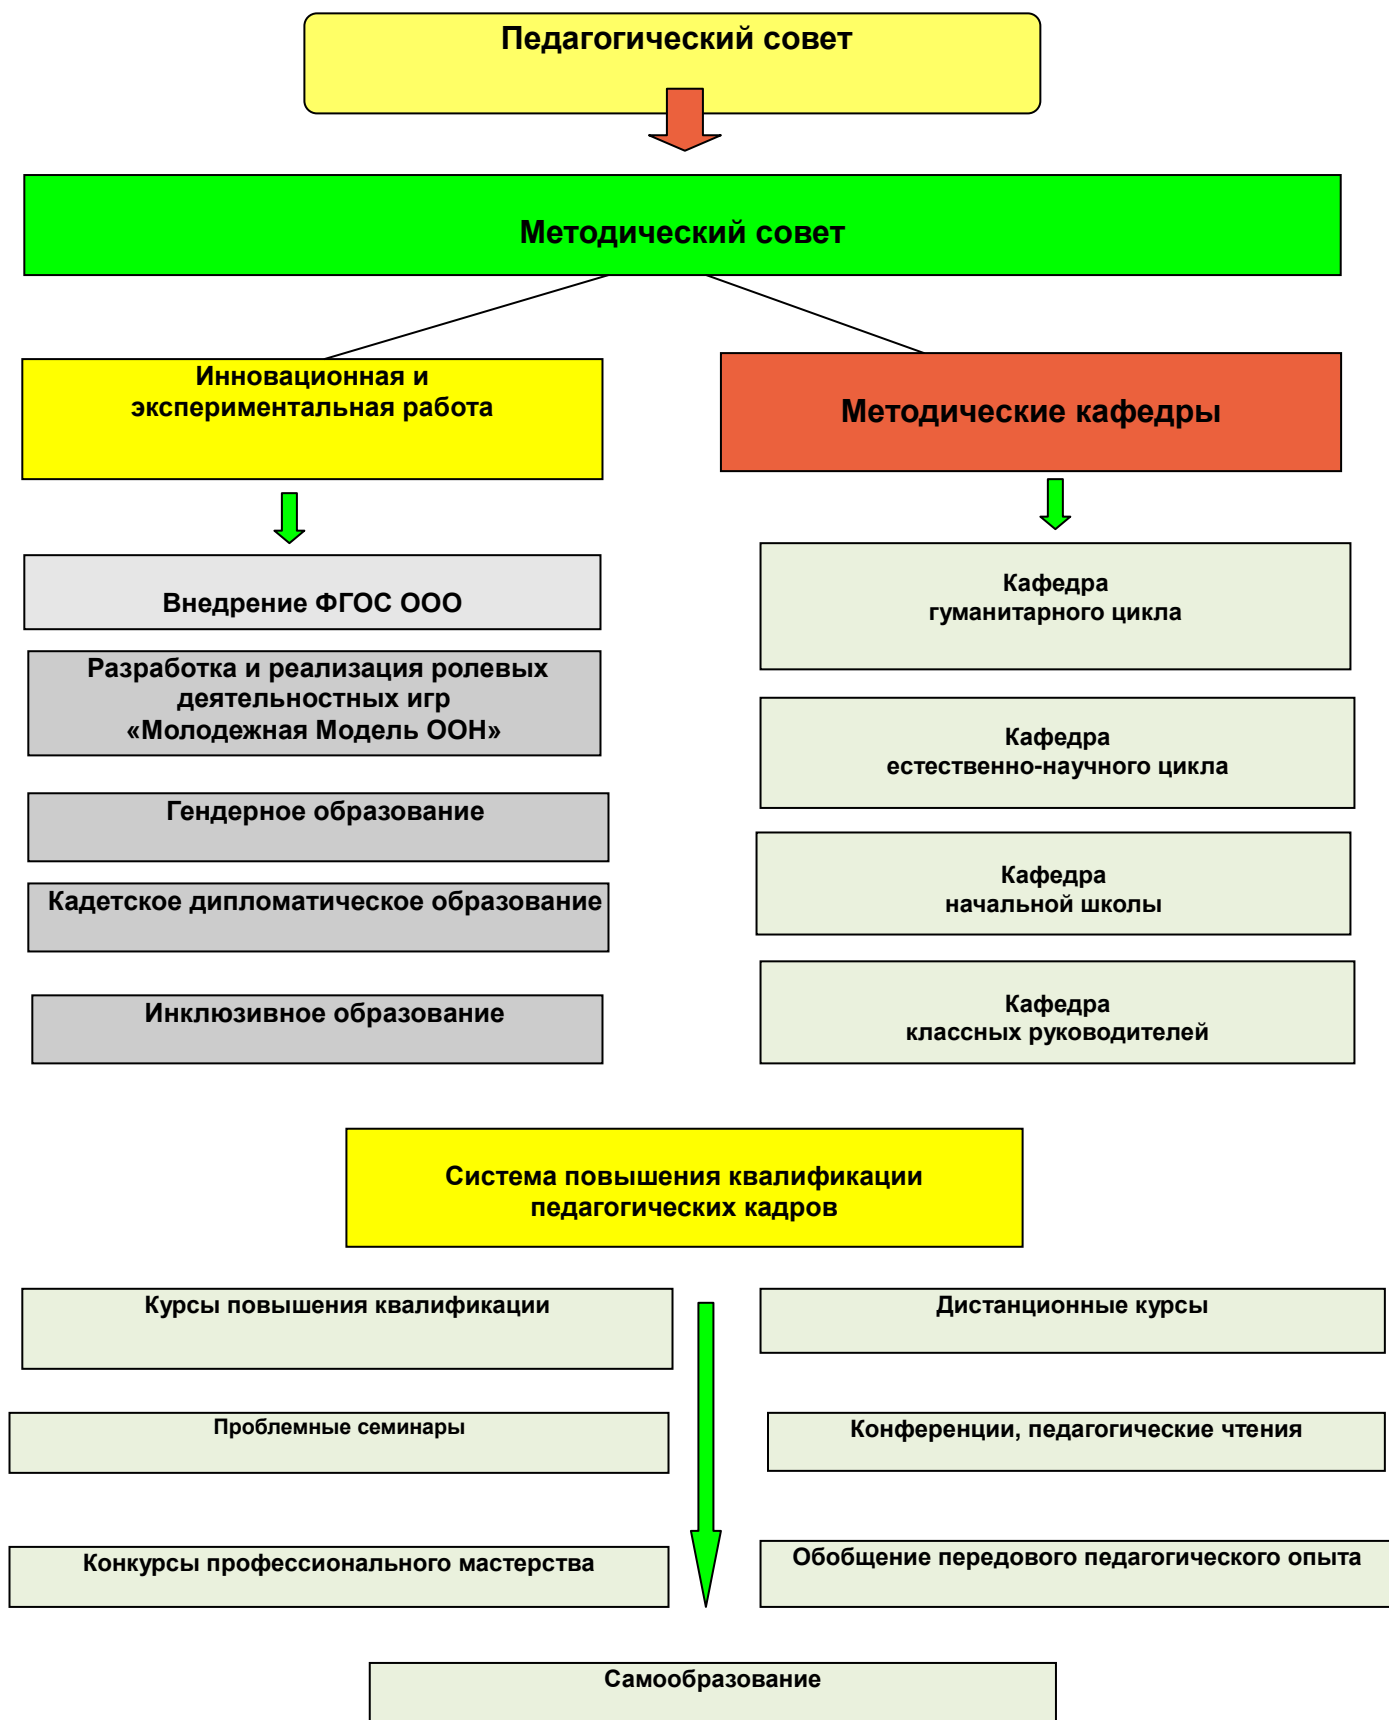 Педагогический совет
Методический совет
Инновационная и
экспериментальная работа
Методические кафедры
Внедрение ФГОС ООО
Разработка и реализация ролевых
деятельностных игр
«Молодежная Модель ООН»
Гендерное образование
Кадетское дипломатическое образование
Инклюзивное образование
Кафедра
гуманитарного цикла
Кафедра
естественно-научного цикла
Кафедра
начальной школы
Кафедра
классных руководителей
Система повышения квалификации
педагогических кадров
Курсы повышения квалификации
Дистанционные курсы
Проблемные семинары
Конференции, педагогические чтения
Конкурсы профессионального мастерства
Обобщение передового педагогического опыта
Самообразование